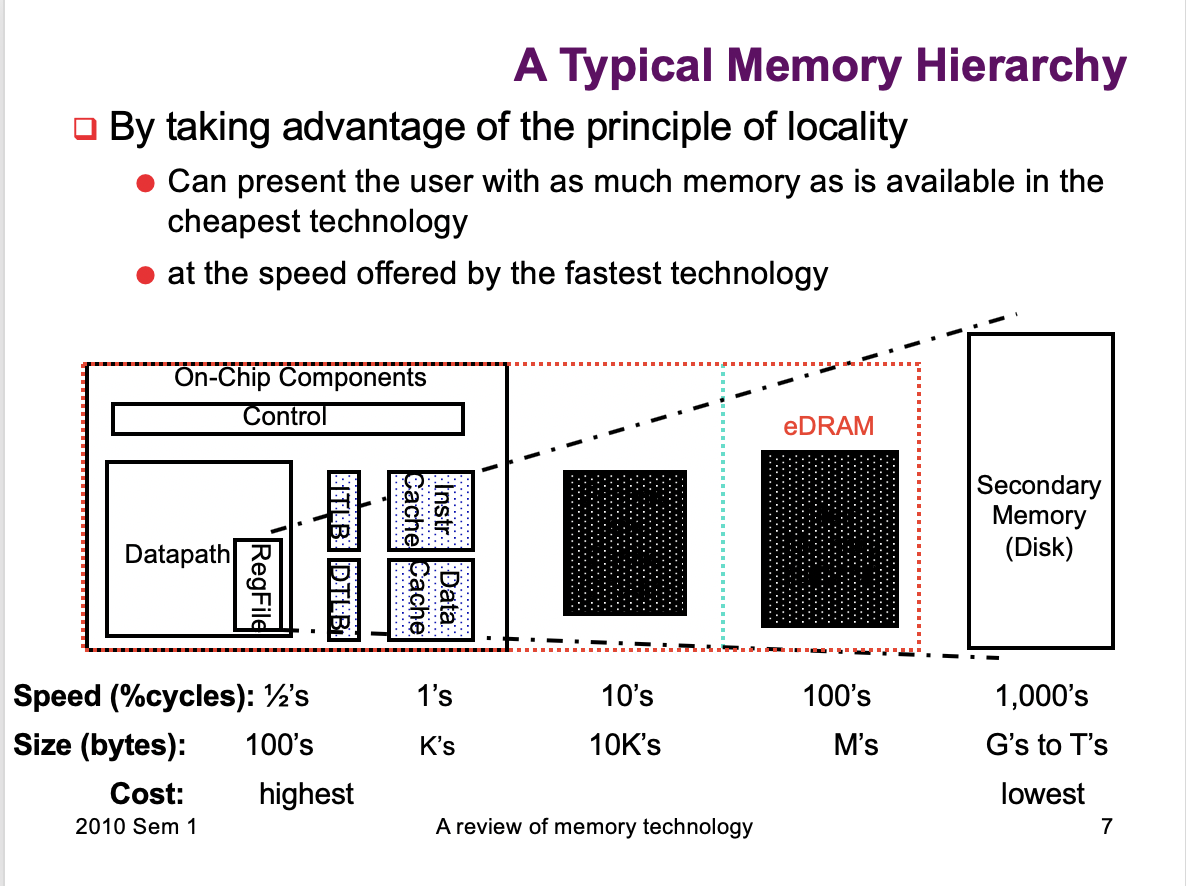 A Typical Memory Hierarchy
By taking advantage of the principle of locality
Can present the user with as much memory as is available in the
cheapest technology
at the speed offered by the fastest technology
On-Chip Components
Control
Datapath
RegFile
ITLB
DTLB
Instr
Cache
Data
Cache
eDRAM
Secondary
Memory
(Disk)
Speed (%cycles): ½’s 1’s 10’s 100’s 1,000’s
Size (bytes): 100’s K’s 10K’s M’s G’s to T’s
Cost: highest lowest
2010 Sem 1 A review of memory technology 7